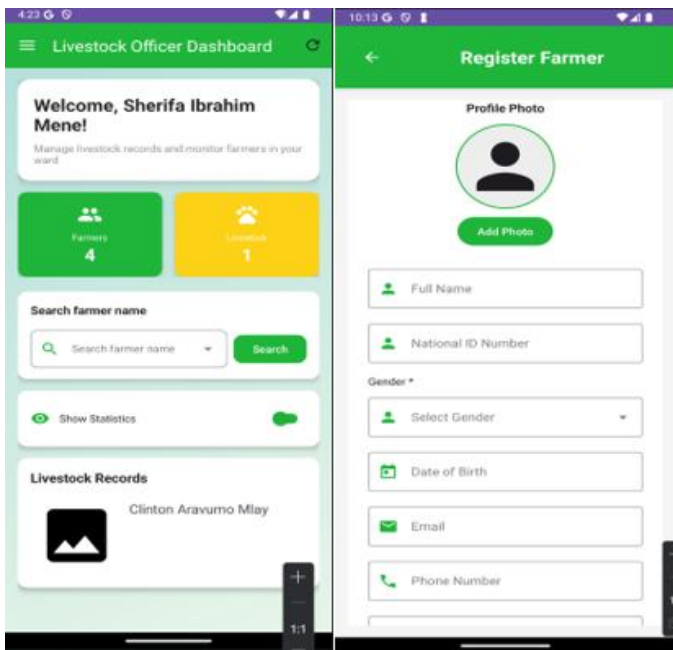 4:23 G
Livestock Officer Dashboard
Welcome, Sherifa Ibrahim
Mene!
Manage livestock records and monitor farmers in your
ward
Farmers
4
Livestock
1
Search farmer name
Search farmer name
Search
Show Statistics
Livestock Records
Clinton Aravumo Mlay
1:1
10:13 G
Register Farmer
Profile Photo
Add Photo
Full Name
National ID Number
Gender *
Select Gender
Date of Birth
Email
Phone Number